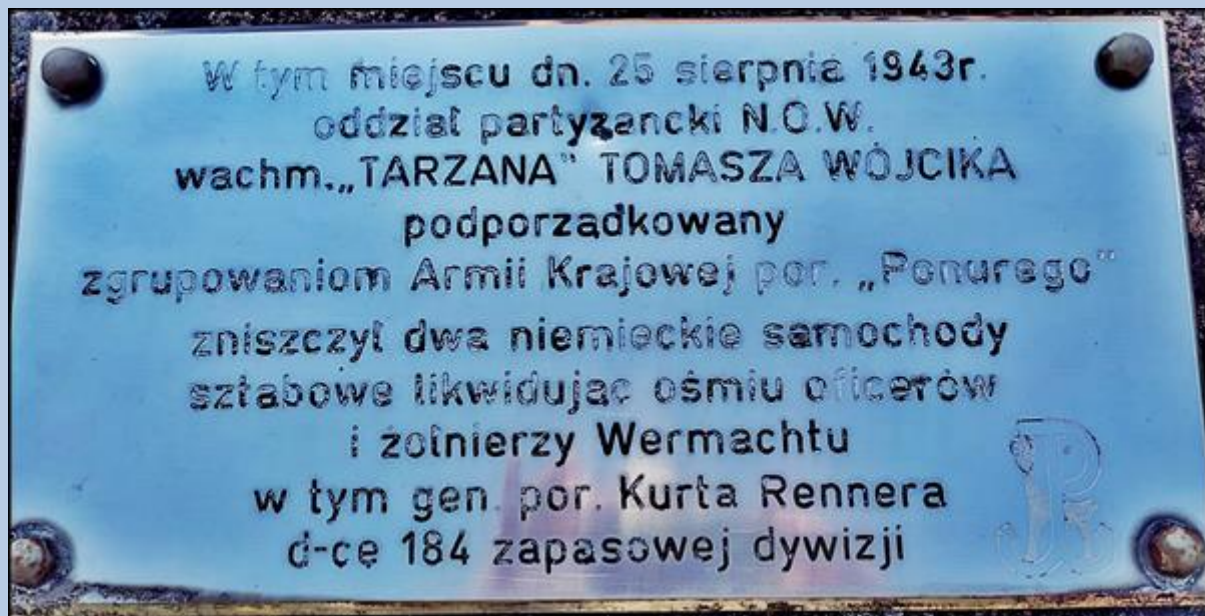 W tym miejscu dn. 25 sierpnia 1943r.
oddział partyzancki N.O.W.
wachm.„TARZANA” TOMASZA WÓJCIKA
podporządkowany
zgrupowaniom Armii Krajowej por. „Ponurego”
zniszczył dwa niemieckie samochody
sztabowe likwidując ośmiu oficerów
i żołnierzy Wermachtu
w tym gen. por. Kurta Rennera
d-cę 184 zapasowej dywizji